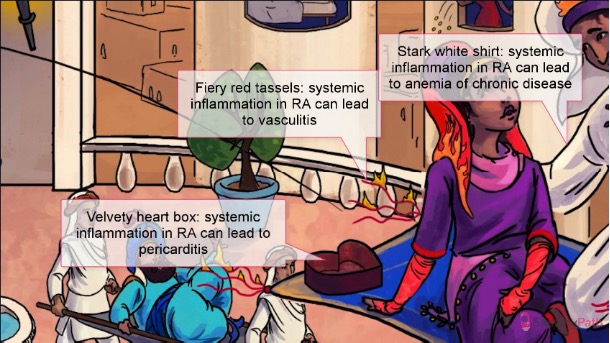 Stark white shirt: systemic
inflammation in RA can lead
to anemia of chronic disease
Fiery red tassels: systemic
inflammation in RA can lead
to vasculitis
Velvety heart box: systemic
inflammation in RA can lead to
pericarditis